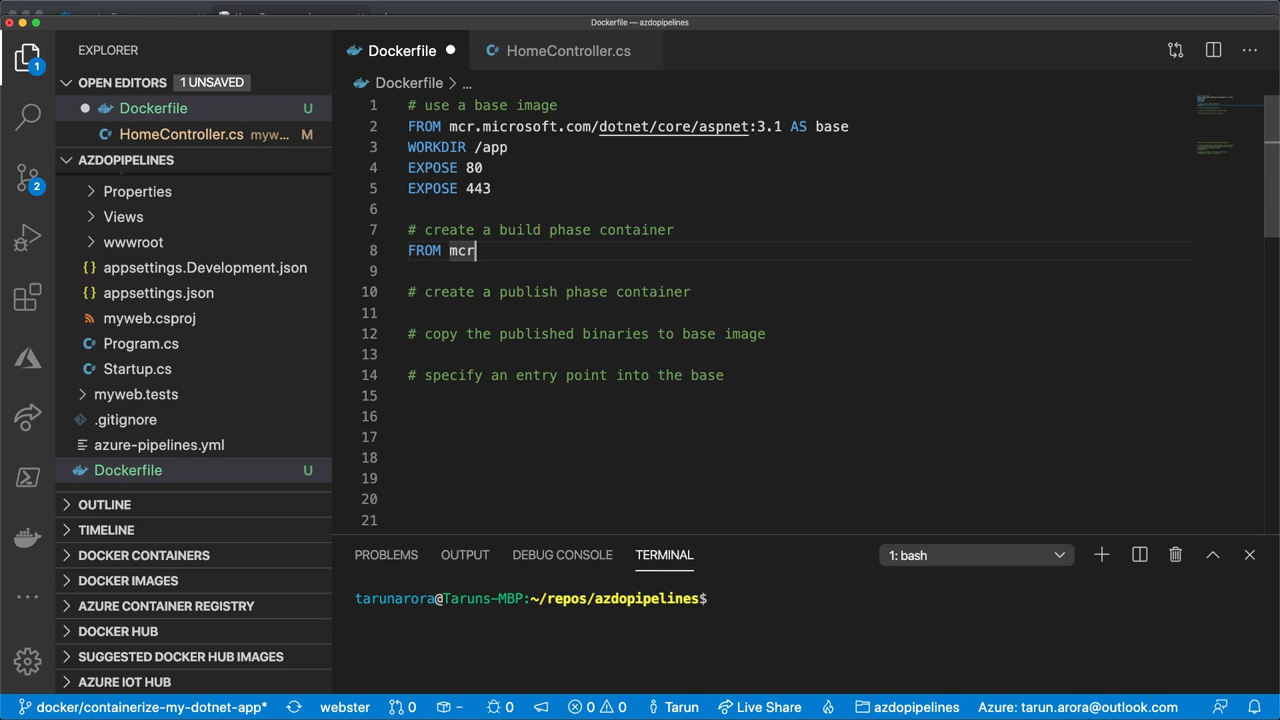 Dockerfile — azdopipelines
EXPLORER
OPEN EDITORS 1 UNSAVED
Dockerfile U
HomeController.cs myw... M
AZDOPIPELINES
Properties
Views
wwwroot
{} appsettings.Development.json
{} appsettings.json
myweb.csproj
C# Program.cs
C# Startup.cs
myweb.tests
.gitignore
azure-pipelines.yml
Dockerfile U
OUTLINE
TIMELINE
DOCKER CONTAINERS
DOCKER IMAGES
AZURE CONTAINER REGISTRY
DOCKER HUB
SUGGESTED DOCKER HUB IMAGES
AZURE IOT HUB
1
2
Dockerfile
HomeController.cs
Dockerfile > ...
1 # use a base image
2 FROM mcr.microsoft.com/dotnet/core/aspnet:3.1 AS base
3 WORKDIR /app
4 EXPOSE 80
5 EXPOSE 443
6
7 # create a build phase container
8 FROM mcr
9
10 # create a publish phase container
11
12 # copy the published binaries to base image
13
14 # specify an entry point into the base
15
16
17
18
19
20
21
PROBLEMS OUTPUT DEBUG CONSOLE TERMINAL 1: bash
tarunarora@Taruns-MBP:~/repos/azdopipelines$
docker/containerize-my-dotnet-app* webster 0 - 0 0 0 Tarun Live Share azdopipelines Azure: tarun.arora@outlook.com